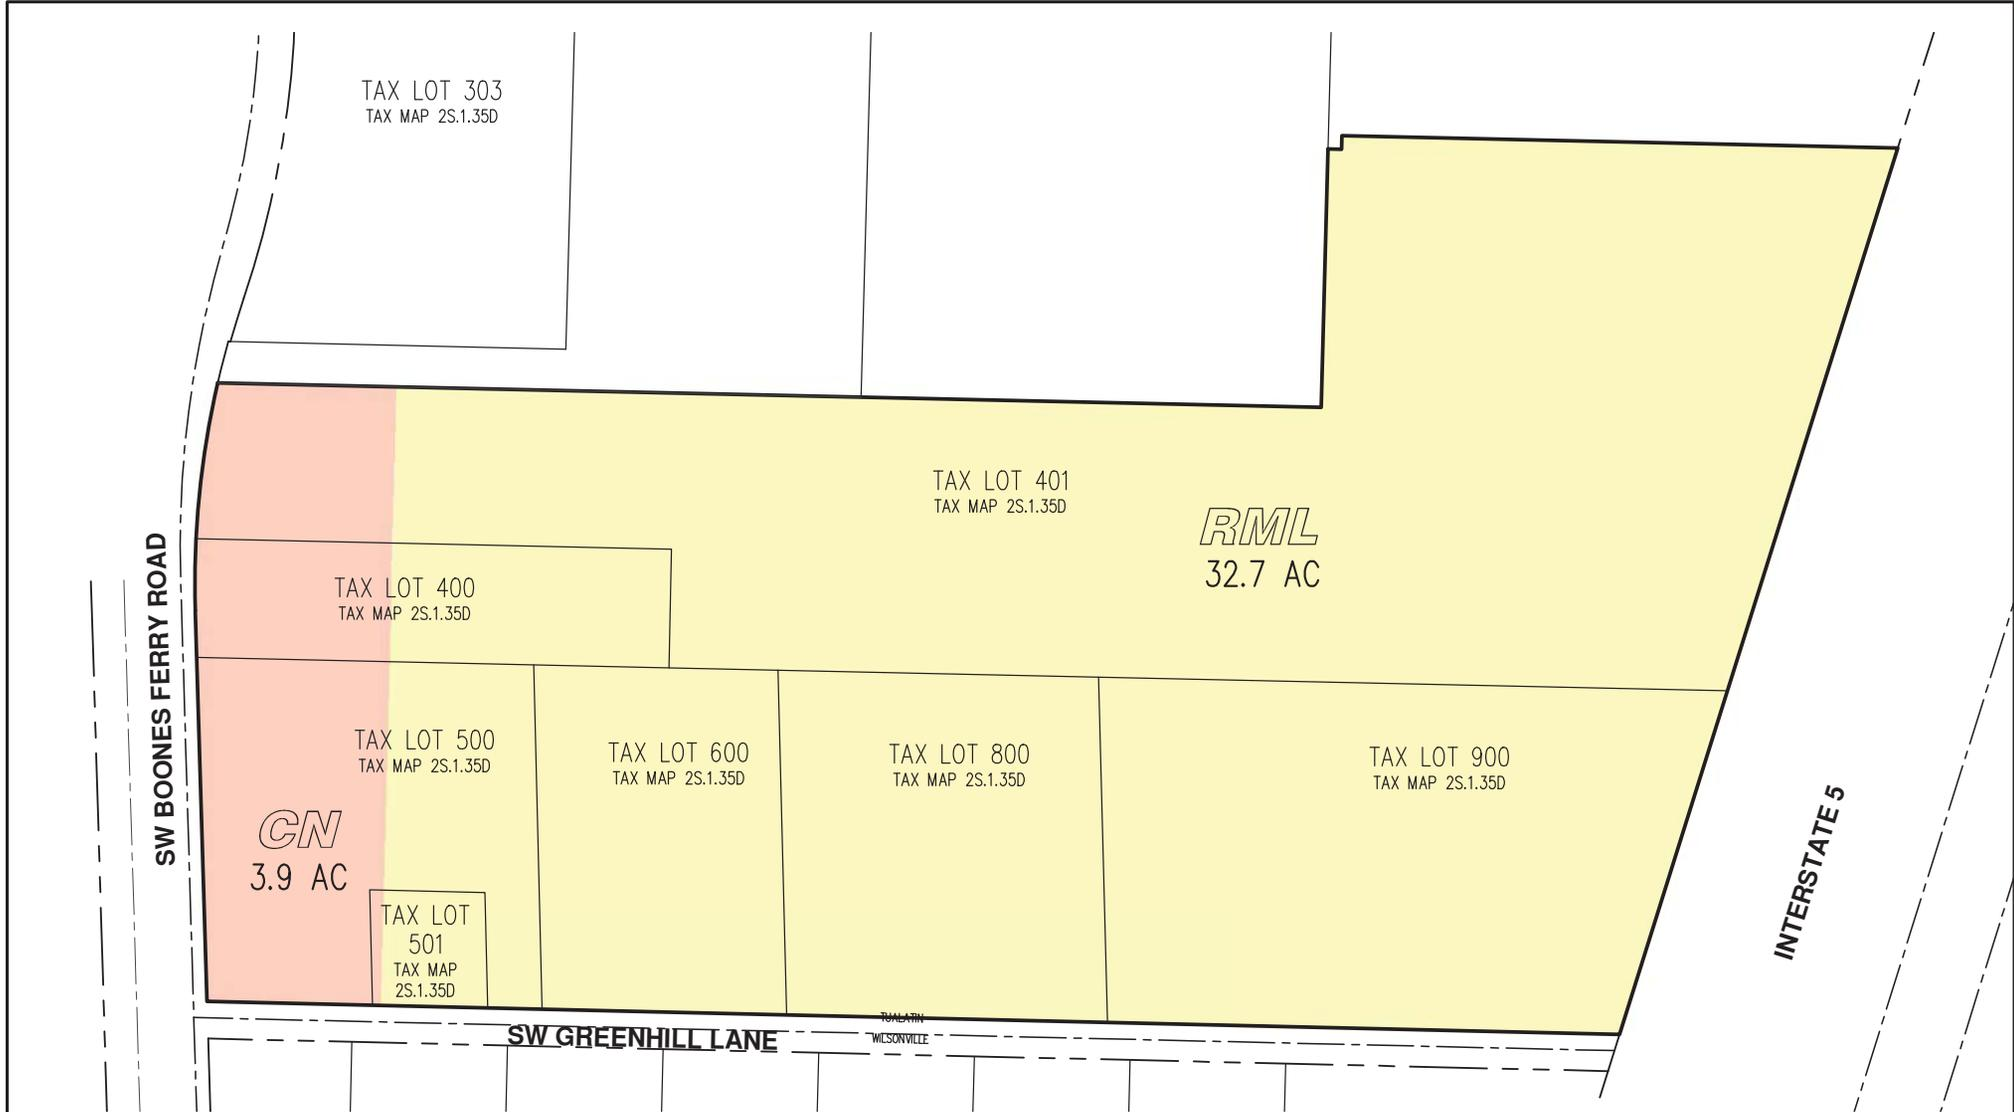 TAX LOT 303
TAX MAP 2S.1.35D
TAX LOT 401
TAX MAP 2S.1.35D
RML
32.7 AC
TAX LOT 400
TAX MAP 2S.1.35D
SW BOONES FERRY ROAD
TAX LOT 500
TAX MAP 2S.1.35D
TAX LOT 600
TAX MAP 2S.1.35D
TAX LOT 800
TAX MAP 2S.1.35D
TAX LOT 900
TAX MAP 2S.1.35D
CN
3.9 AC
INTERSTATE 5
TAX LOT
501
TAX MAP
2S.1.35D
TUALATIN
SW GREENHILL LANE
WILSONVILLE